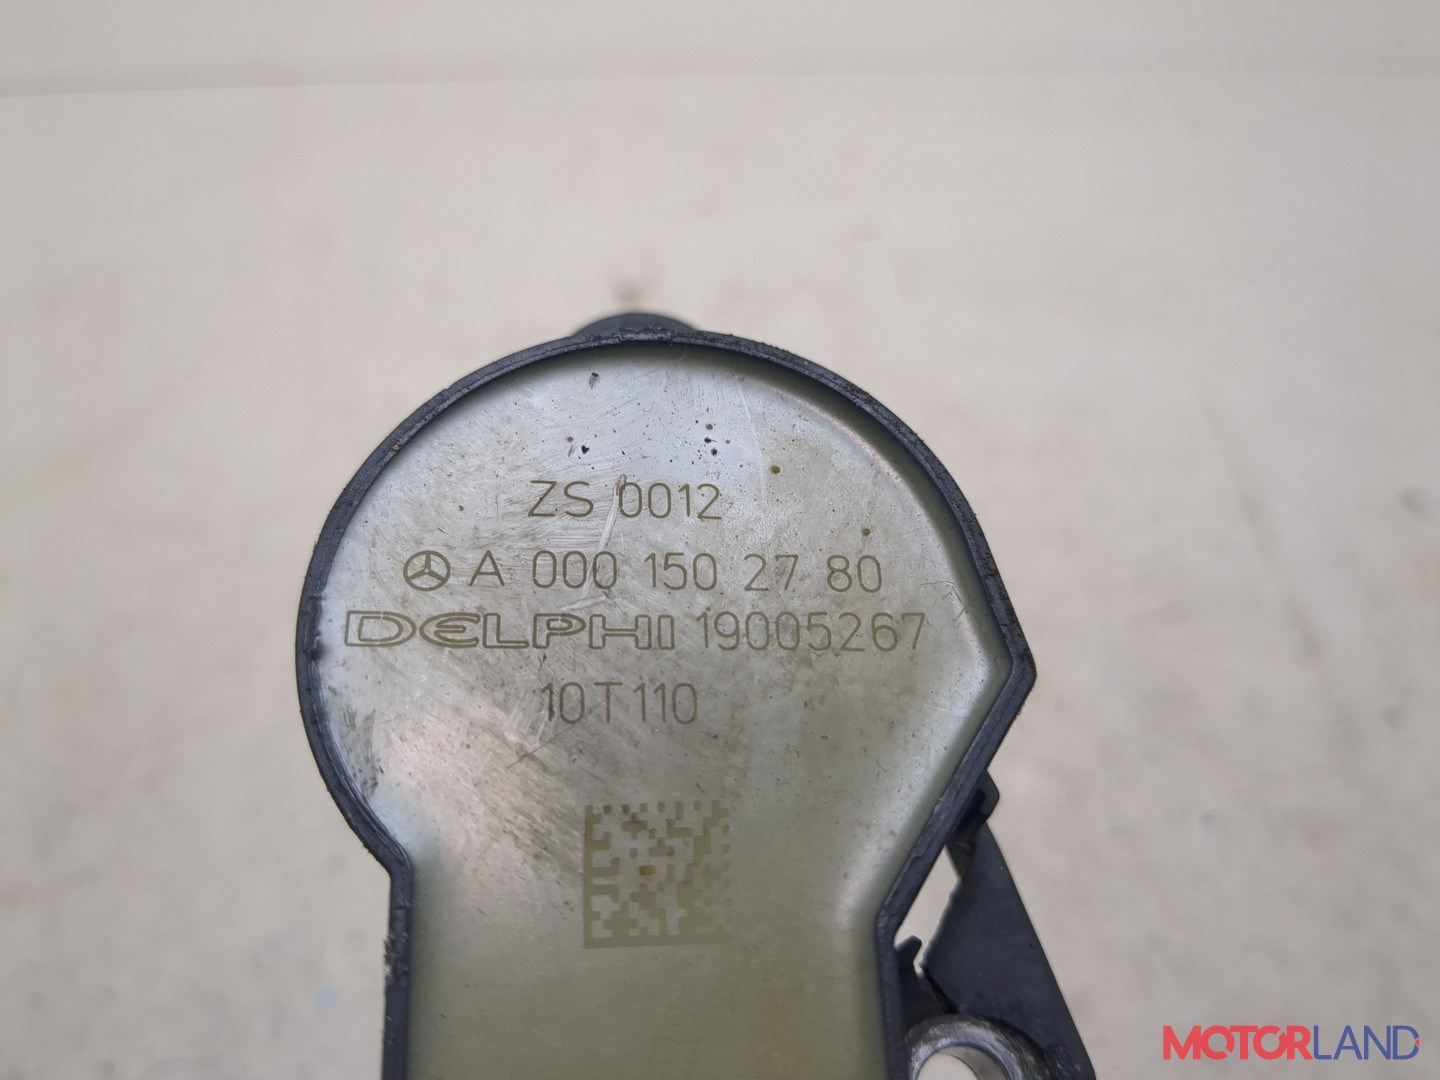 ZS 0012
A 000 150 27 80
DELPHI 19005267
10T110
MOTORLAND